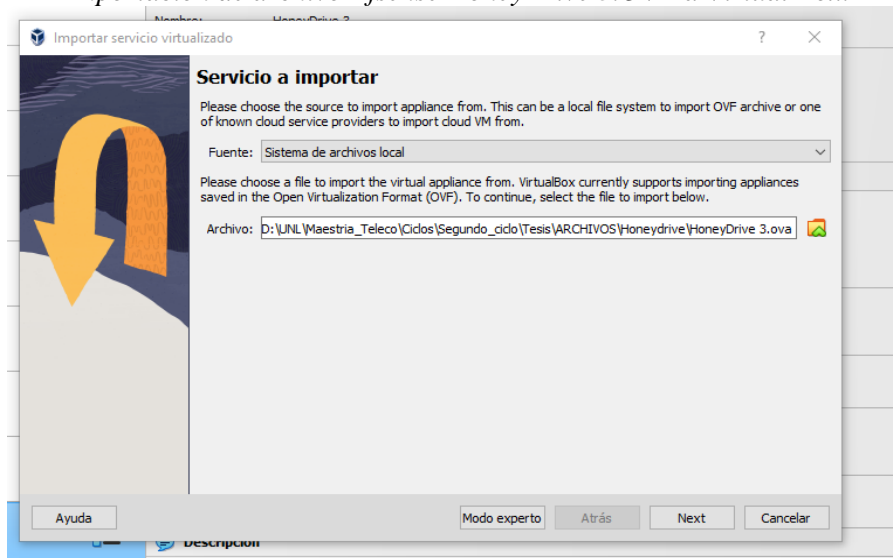 Nombre: HoneyDrive 3
Importar servicio virtualizado
Servicio a importar
Please choose the source to import appliance from. This can be a local file system to import OVF archive or one
of known cloud service providers to import cloud VM from.
Fuente: Sistema de archivos local
Please choose a file to import the virtual appliance from. VirtualBox currently supports importing appliances
saved in the Open Virtualization Format (OVF). To continue, select the file to import below.
Archivo: D:\UNL\Maestria_Teleco\Ciclos\Segundo_ciclo\Tesis\ARCHIVOS\Honeydrive\HoneyDrive 3.ova
Ayuda Modo experto Atrás Next Cancelar
Descripción